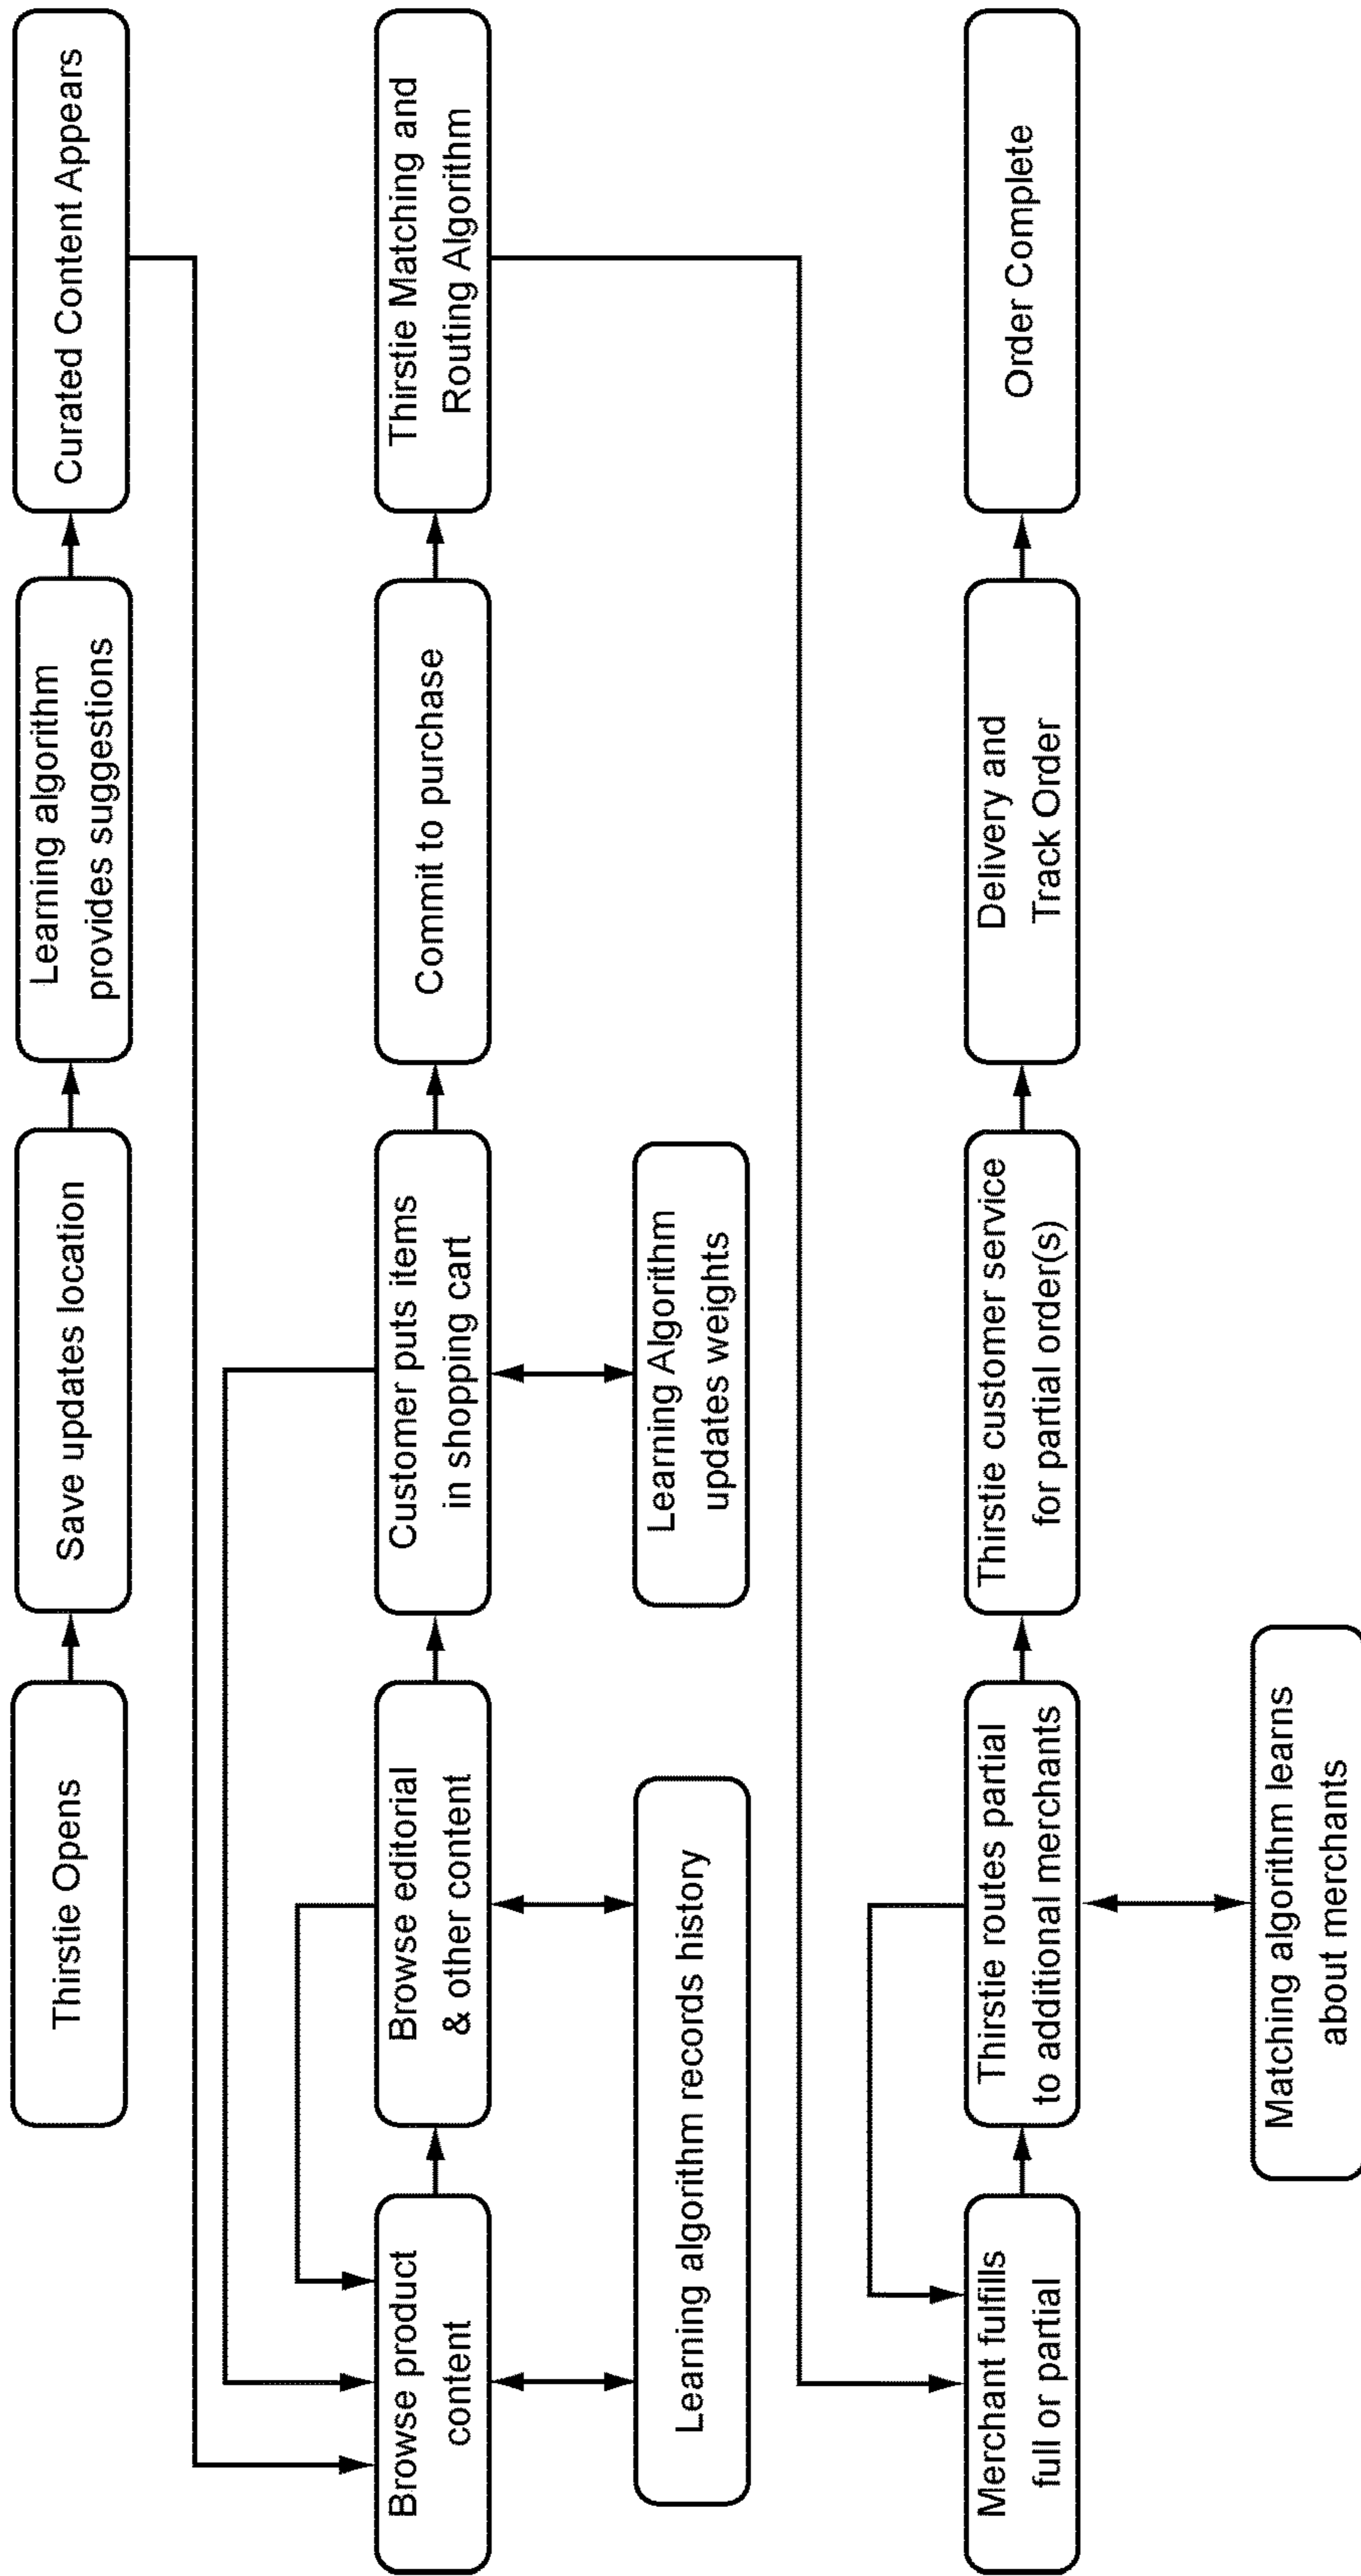 Thirstie Opens
Save updates location
Learning algorithm
provides suggestions
Curated Content Appears
Browse product
content
Browse editorial
& other content
Customer puts items
in shopping cart
Commit to purchase
Thirstie Matching and
Routing Algorithm
Learning algorithm records history
Learning Algorithm
updates weights
Merchant fulfills
full or partial
Thirstie routes partial
to additional merchants
Thirstie customer service
for partial order(s)
Delivery and
Track Order
Order Complete
Matching algorithm learns
about merchants